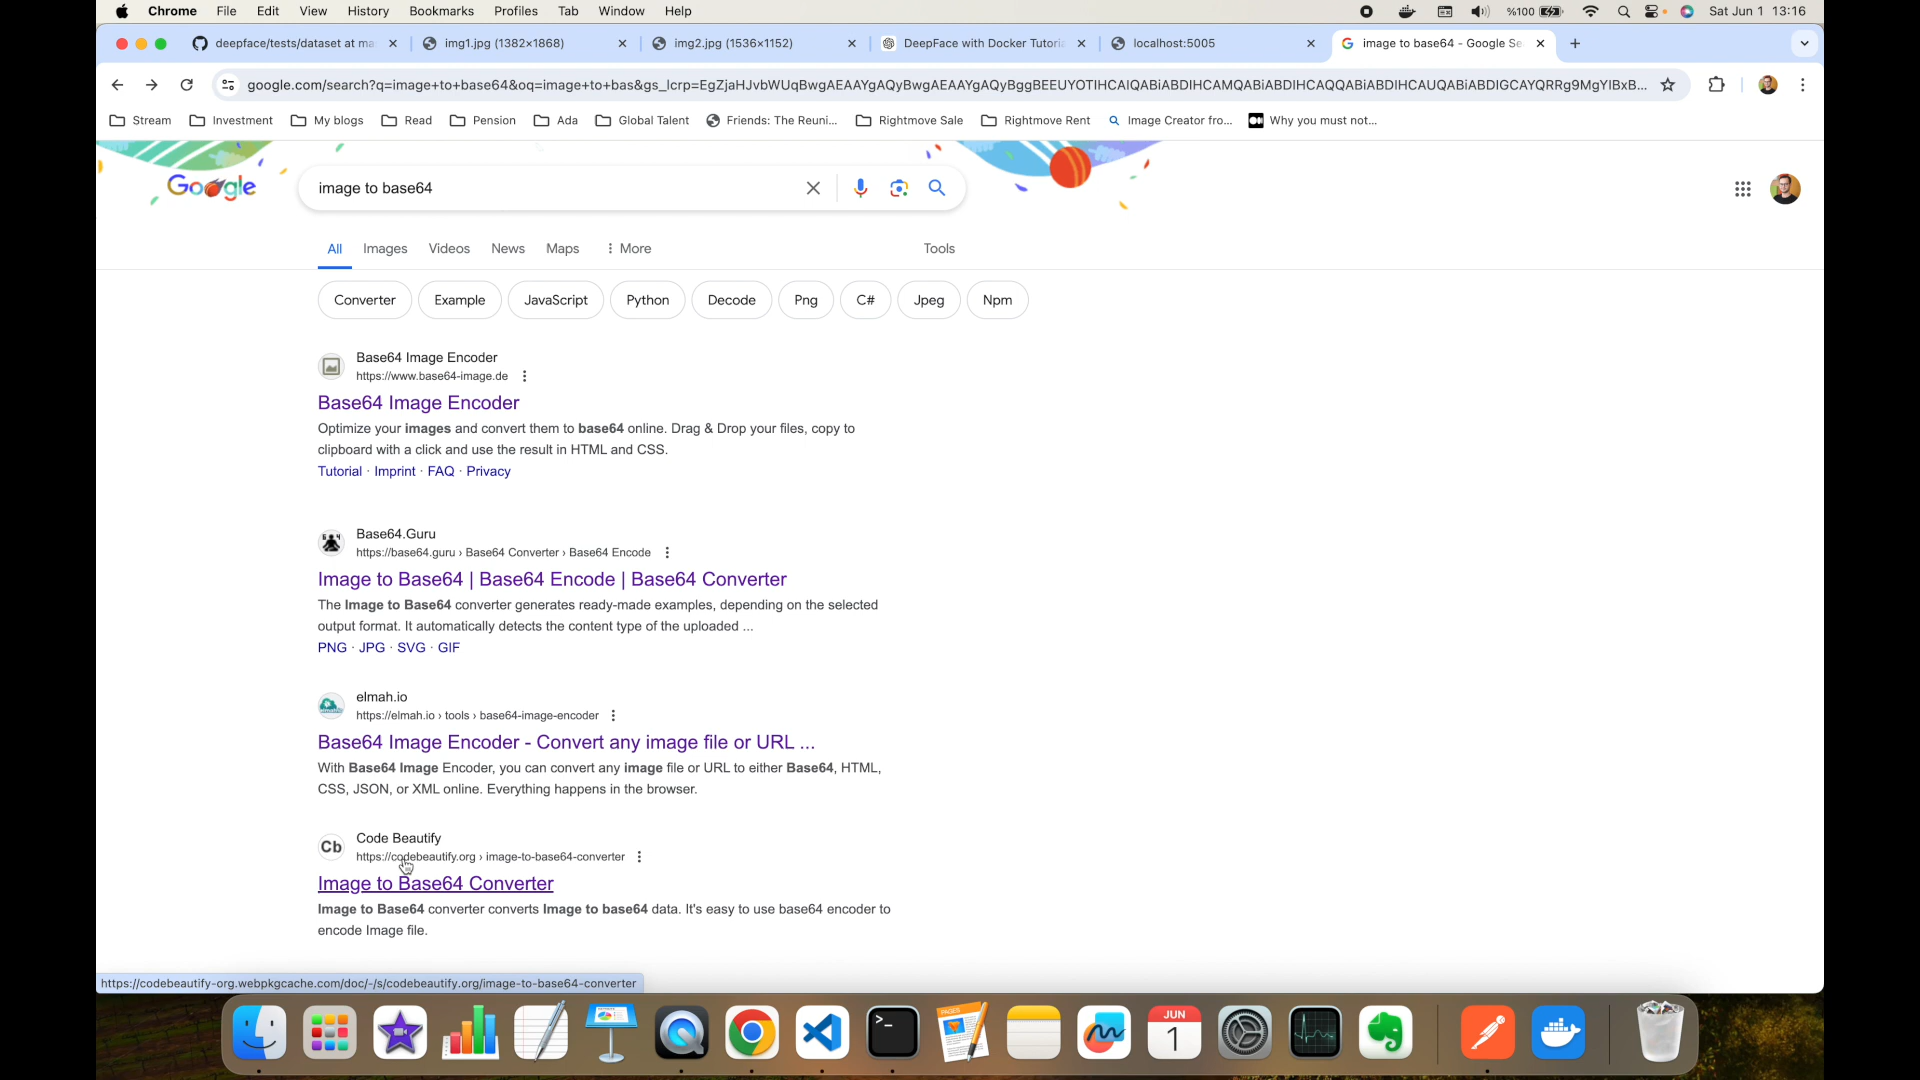 Chrome File Edit View History Bookmarks Profiles Tab Window Help %100 Sat Jun 1 13:16
deepface/tests/dataset at ma img1.jpg (1382×1868) img2.jpg (1536×1152) DeepFace with Docker Tutoria localhost:5005 image to base64 - Google Se
google.com/search?q=image+to+base64&oq=image+to+bas&gs_lcrp=EgZjaHJvbWUqBwgAEAAYgAQyBwgAEAAYgAQyBggBEEUYOTIHCAIQABiABDIHCAMQABiABDIHCAQQABiABDIHCAUQABiABDIGCAYQRRg9MgYIBxB...
Stream Investment My blogs Read Pension Ada Global Talent Friends: The Reuni... Rightmove Sale Rightmove Rent Image Creator fro... Why you must not...
Google image to base64
All Images Videos News Maps More Tools
Converter Example JavaScript Python Decode Png C# Jpeg Npm
Base64 Image Encoder
https://www.base64-image.de
Base64 Image Encoder
Optimize your images and convert them to base64 online. Drag & Drop your files, copy to
clipboard with a click and use the result in HTML and CSS.
Tutorial · Imprint · FAQ · Privacy
Base64.Guru
https://base64.guru › Base64 Converter › Base64 Encode
Image to Base64 | Base64 Encode | Base64 Converter
The Image to Base64 converter generates ready-made examples, depending on the selected
output format. It automatically detects the content type of the uploaded ...
PNG · JPG · SVG · GIF
elmah.io
https://elmah.io › tools › base64-image-encoder
Base64 Image Encoder - Convert any image file or URL ...
With Base64 Image Encoder, you can convert any image file or URL to either Base64, HTML,
CSS, JSON, or XML online. Everything happens in the browser.
Cb Code Beautify
https://codebeautify.org › image-to-base64-converter
Image to Base64 Converter
Image to Base64 converter converts Image to base64 data. It's easy to use base64 encoder to
encode Image file.
https://codebeautify-org.webpkgcache.com/doc/-/s/codebeautify.org/image-to-base64-converter
PAGES
JUN
1